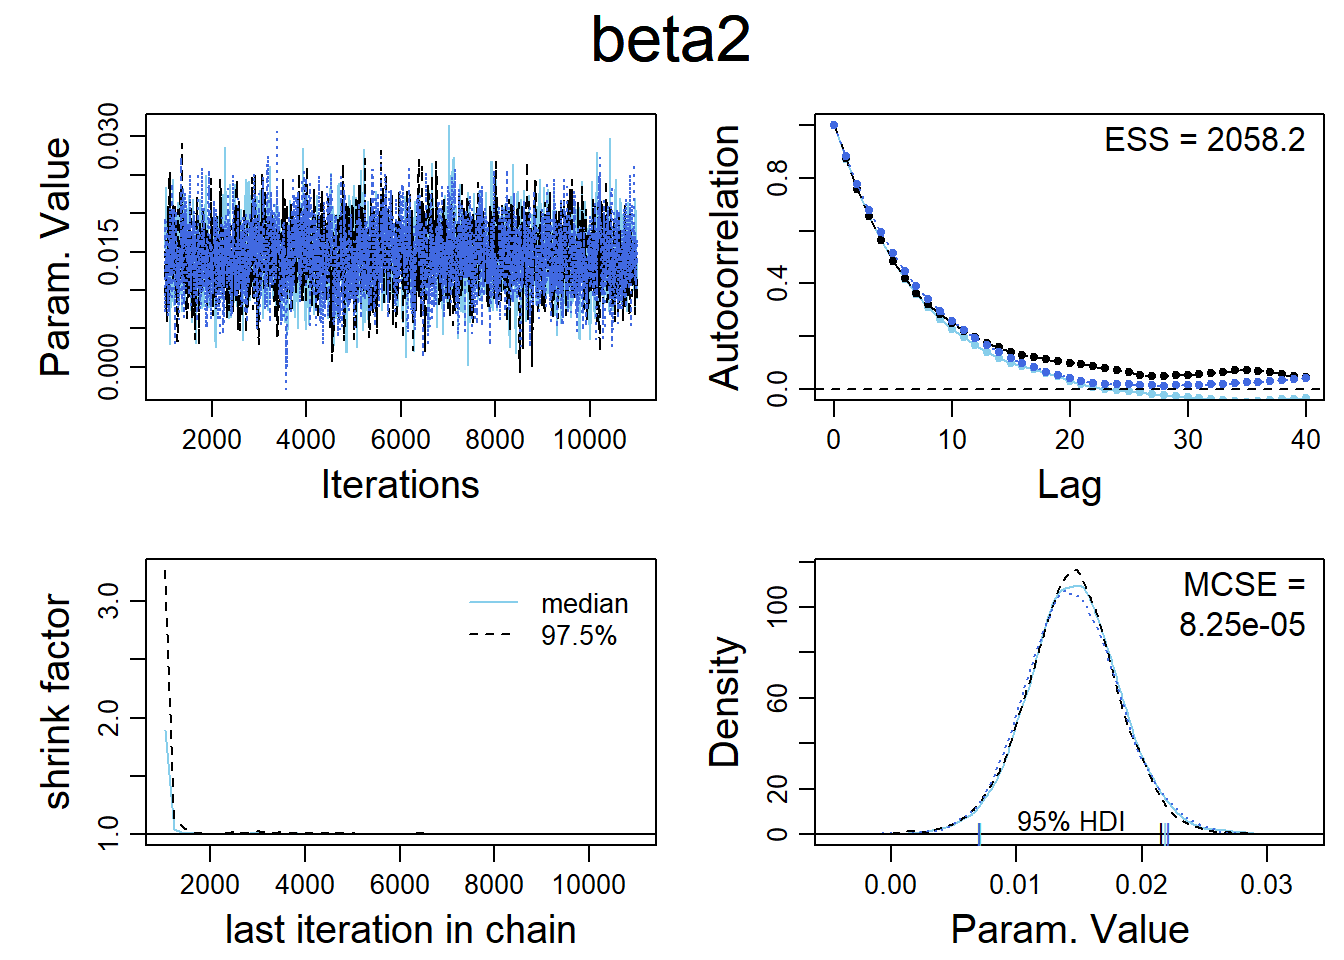 beta2
Param. Value
0.000 0.015 0.030
2000 4000 6000 8000 10000
Iterations
Autocorrelation
0.0 0.4 0.8
ESS = 2058.2
0 10 20 30 40
Lag
shrink factor
1.0 2.0 3.0
median
97.5%
2000 4000 6000 8000 10000
last iteration in chain
Density
0 20 60 100
MCSE =
8.25e-05
95% HDI
0.00 0.01 0.02 0.03
Param. Value